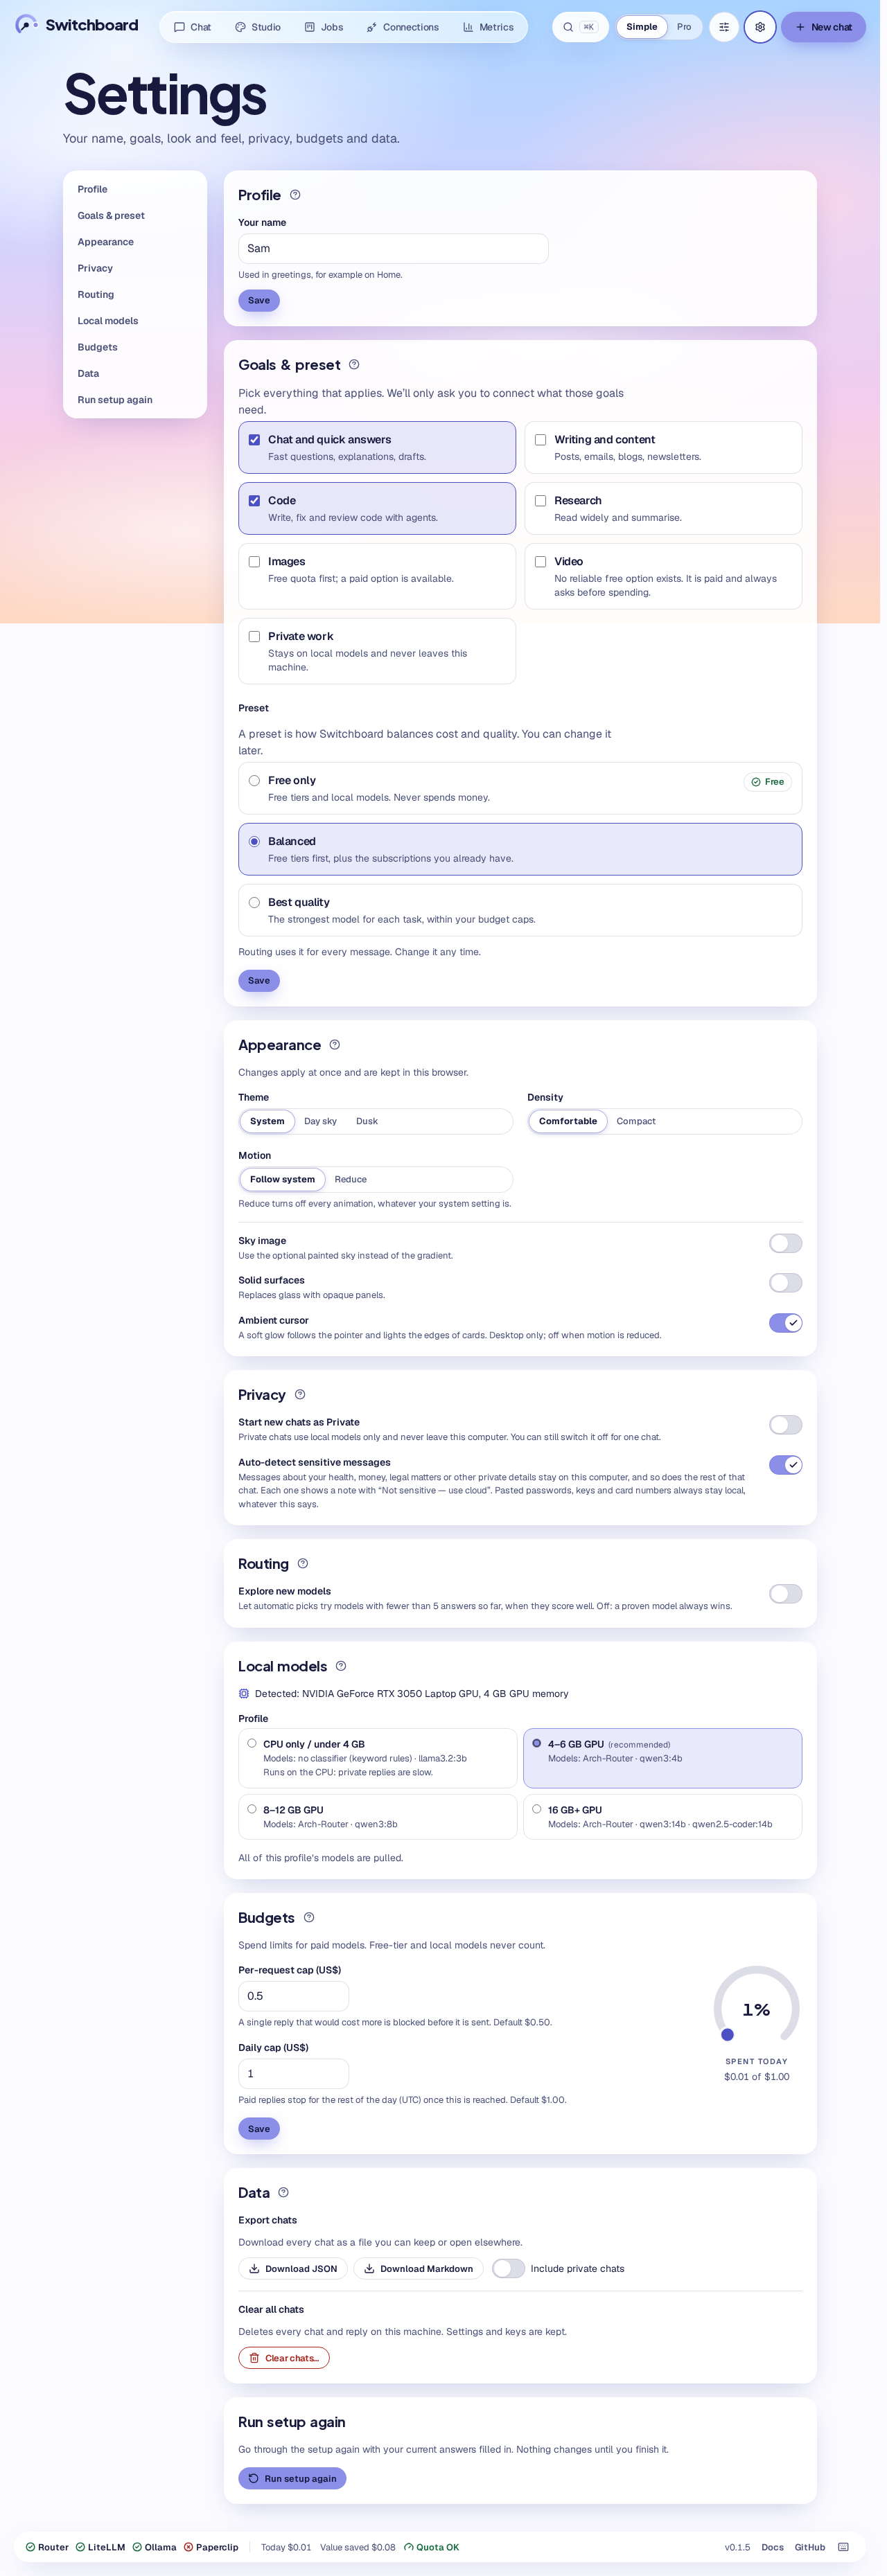 Switchboard
Chat
Studio
Jobs
Connections
Metrics
⌘K
Simple
Pro
New chat
Settings
Your name, goals, look and feel, privacy, budgets and data.
Profile
Goals & preset
Appearance
Privacy
Routing
Local models
Budgets
Data
Run setup again
Profile
Your name
Sam
Used in greetings, for example on Home.
Save
Goals & preset
Pick everything that applies. We'll only ask you to connect what those goals
need.
Chat and quick answers
Fast questions, explanations, drafts.
Writing and content
Posts, emails, blogs, newsletters.
Code
Write, fix and review code with agents.
Research
Read widely and summarise.
Images
Free quota first; a paid option is available.
Video
No reliable free option exists. It is paid and always
asks before spending.
Private work
Stays on local models and never leaves this
machine.
Preset
A preset is how Switchboard balances cost and quality. You can change it
later.
Free only
Free tiers and local models. Never spends money.
Free
Balanced
Free tiers first, plus the subscriptions you already have.
Best quality
The strongest model for each task, within your budget caps.
Routing uses it for every message. Change it any time.
Save
Appearance
Changes apply at once and are kept in this browser.
Theme
System
Day sky
Dusk
Density
Comfortable
Compact
Motion
Follow system
Reduce
Reduce turns off every animation, whatever your system setting is.
Sky image
Use the optional painted sky instead of the gradient.
Solid surfaces
Replaces glass with opaque panels.
Ambient cursor
A soft glow follows the pointer and lights the edges of cards. Desktop only; off when motion is reduced.
Privacy
Start new chats as Private
Private chats use local models only and never leave this computer. You can still switch it off for one chat.
Auto-detect sensitive messages
Messages about your health, money, legal matters or other private details stay on this computer, and so does the rest of that
chat. Each one shows a note with "Not sensitive — use cloud". Pasted passwords, keys and card numbers always stay local,
whatever this says.
Routing
Explore new models
Let automatic picks try models with fewer than 5 answers so far, when they score well. Off: a proven model always wins.
Local models
Detected: NVIDIA GeForce RTX 3050 Laptop GPU, 4 GB GPU memory
Profile
CPU only / under 4 GB
Models: no classifier (keyword rules) · llama3.2:3b
Runs on the CPU: private replies are slow.
4–6 GB GPU (recommended)
Models: Arch-Router · qwen3:4b
8–12 GB GPU
Models: Arch-Router · qwen3:8b
16 GB+ GPU
Models: Arch-Router · qwen3:14b · qwen2.5-coder:14b
All of this profile's models are pulled.
Budgets
Spend limits for paid models. Free-tier and local models never count.
Per-request cap (US$)
0.5
A single reply that would cost more is blocked before it is sent. Default $0.50.
Daily cap (US$)
1
Paid replies stop for the rest of the day (UTC) once this is reached. Default $1.00.
Save
1%
SPENT TODAY
$0.01 of $1.00
Data
Export chats
Download every chat as a file you can keep or open elsewhere.
Download JSON
Download Markdown
Include private chats
Clear all chats
Deletes every chat and reply on this machine. Settings and keys are kept.
Clear chats...
Run setup again
Go through the setup again with your current answers filled in. Nothing changes until you finish it.
Run setup again
Router
LiteLLM
Ollama
Paperclip
Today $0.01
Value saved $0.08
Quota OK
v0.1.5
Docs
GitHub